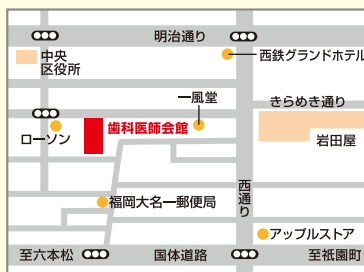 明治通り
中央
区役所
西鉄グランドホテル
一風堂
きらめき通り
歯科医師会館
ローソン
岩田屋
西通り
福岡大名一郵便局
アップルストア
至六本松
国体道路
至祇園町